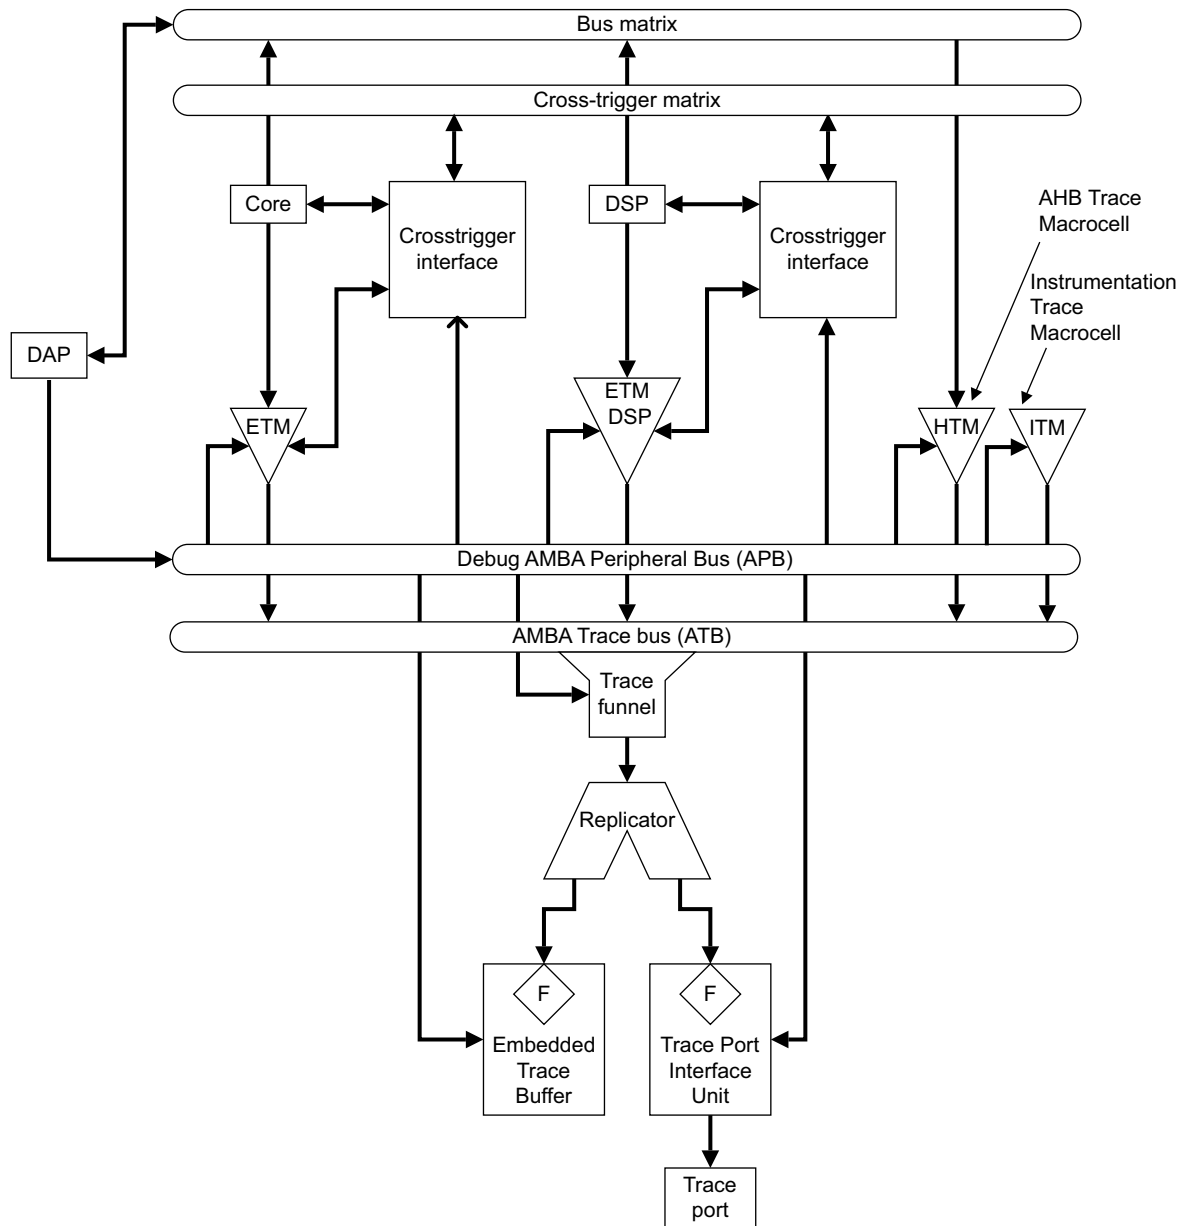 Bus matrix
Cross-trigger matrix
Core
Crosstrigger
interface
DSP
Crosstrigger
interface
AHB Trace
Macrocell
Instrumentation
Trace
Macrocell
DAP
ETM
ETM
DSP
HTM
ITM
Debug AMBA Peripheral Bus (APB)
AMBA Trace bus (ATB)
Trace
funnel
Replicator
F
Embedded
Trace
Buffer
F
Trace Port
Interface
Unit
Trace
port